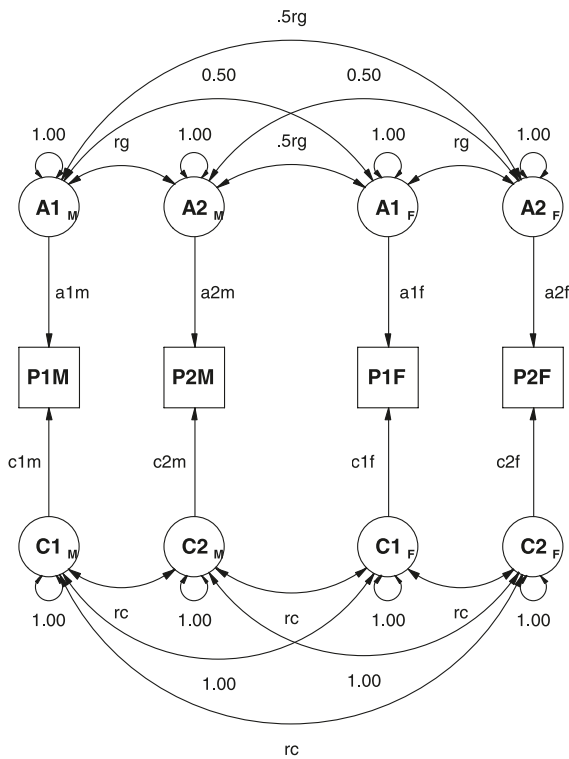 .5rg
0.50 0.50
1.00 rg 1.00 .5rg 1.00 rg 1.00
A1 M A2 M A1 F A2 F
a1m a2m a1f a2f
P1M P2M P1F P2F
c1m c2m c1f c2f
C1 M C2 M C1 F C2 F
1.00 rc 1.00 rc 1.00 rc 1.00
1.00 1.00
rc